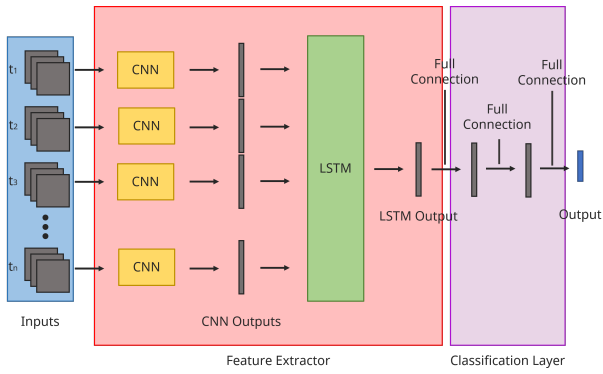 t1
t2
t3
tn
Inputs
CNN
CNN
CNN
CNN
CNN Outputs
LSTM
LSTM Output
Full
Connection
Full
Connection
Full
Connection
Output
Feature Extractor
Classification Layer